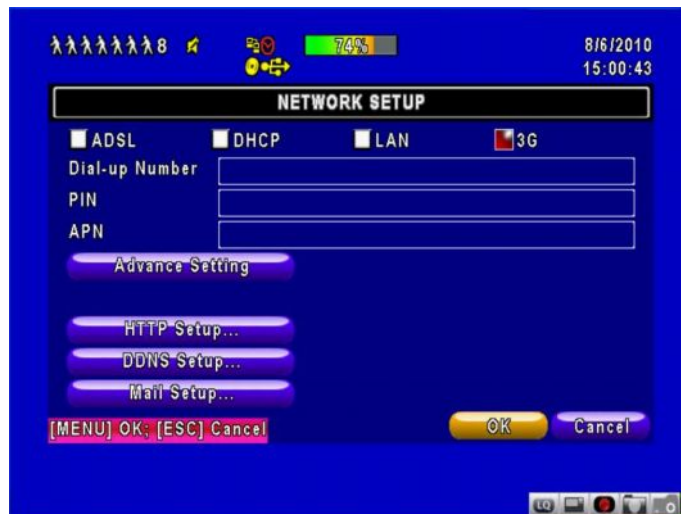 8 74% 8/6/2010
15:00:43
NETWORK SETUP
ADSL DHCP LAN 3G
Dial-up Number
PIN
APN
Advance Setting
HTTP Setup...
DDNS Setup...
Mail Setup...
[MENU] OK; [ESC] Cancel OK Cancel
LQ